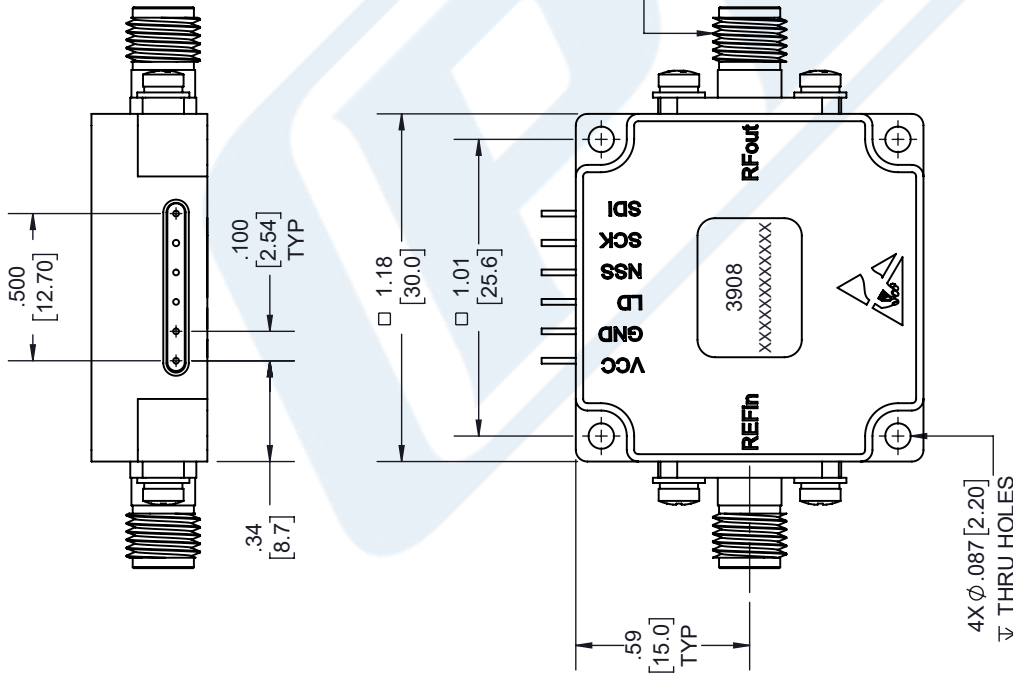 .500
[12.70]
.100
[2.54]
TYP
.34
[8.7]
□ 1.18
[30.0]
□ 1.01
[25.6]
RFout
SDI
SCK
NSS
LD
GND
VCC
3908
XXXXXXXXXXXXX
REFin
.59
[15.0]
TYP
4X ⌀.087 [2.20]
↧ THRU HOLES